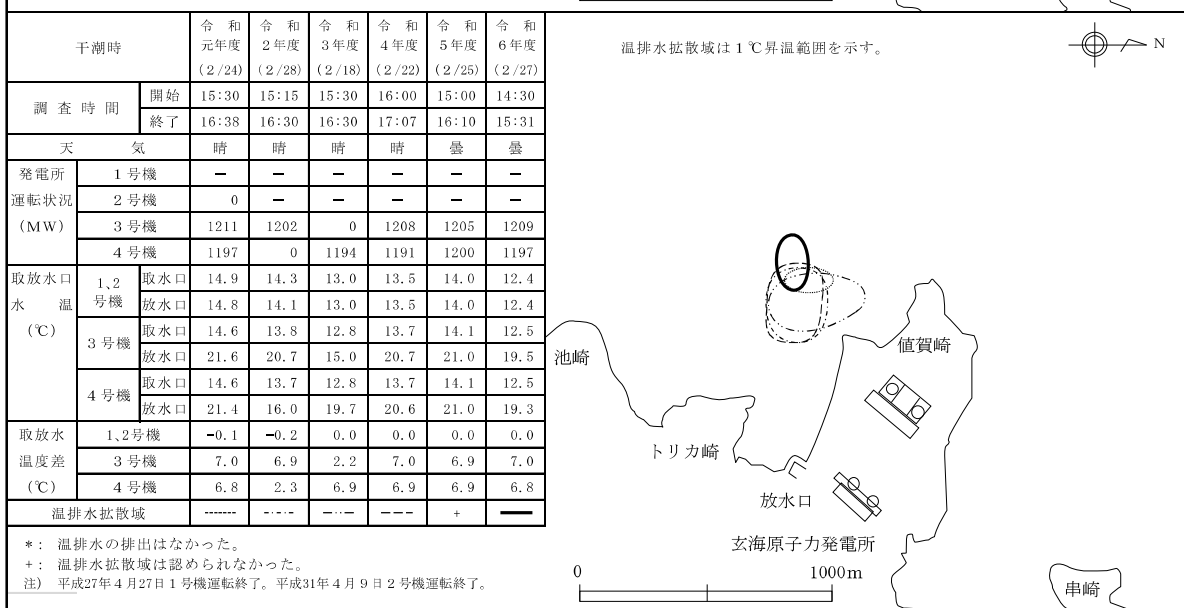 干潮時 令和元年度(2/24) 令和2年度(2/28) 令和3年度(2/18) 令和4年度(2/22) 令和5年度(2/25) 令和6年度(2/27)
調査時間 開始 15:30 15:15 15:30 16:00 15:00 14:30
終了 16:38 16:30 16:30 17:07 16:10 15:31
天気 晴 晴 晴 晴 曇 曇
発電所運転状況(MW) 1号機 − − − − − −
2号機 0 − − − − −
3号機 1211 1202 0 1208 1205 1209
4号機 1197 0 1194 1191 1200 1197
取放水口水温(℃) 1、2号機 取水口 14.9 14.3 13.0 13.5 14.0 12.4
放水口 14.8 14.1 13.0 13.5 14.0 12.4
3号機 取水口 14.6 13.8 12.8 13.7 14.1 12.5
放水口 21.6 20.7 15.0 20.7 21.0 19.5
4号機 取水口 14.6 13.7 12.8 13.7 14.1 12.5
放水口 21.4 16.0 19.7 20.6 21.0 19.3
取放水温度差(℃) 1、2号機 −0.1 −0.2 0.0 0.0 0.0 0.0
3号機 7.0 6.9 2.2 7.0 6.9 7.0
4号機 6.8 2.3 6.9 6.9 6.9 6.8
温排水拡散域 +
*: 温排水の排出はなかった。
+: 温排水拡散域は認められなかった。
注) 平成27年4月27日1号機運転終了。平成31年4月9日2号機運転終了。
温排水拡散域は1℃昇温範囲を示す。
N
池崎
値賀崎
トリカ崎
放水口
玄海原子力発電所
0 1000m
串崎